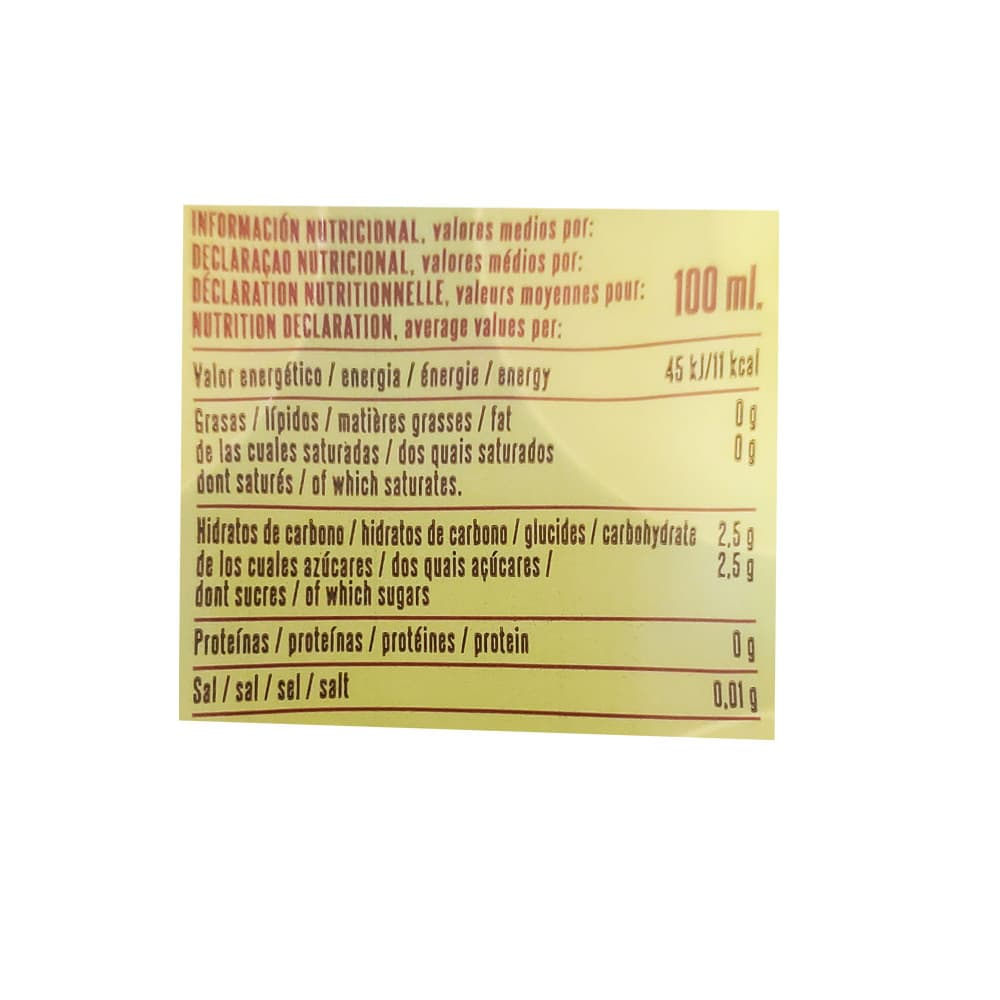 INFORMACIÓN NUTRICIONAL, valores medios por:
DECLARAÇAO NUTRICIONAL, valores médios por:
DÉCLARATION NUTRITIONNELLE, valeurs moyennes pour:
NUTRITION DECLARATION, average values per:
100 ml.
Valor energético / energia / énergie / energy 45 kJ/11 kcal
Grasas / lípidos / matières grasses / fat 0 g
de las cuales saturadas / dos quais saturados 0 g
dont saturés / of which saturates.
Hidratos de carbono / hidratos de carbono / glucides / carbohydrate 2,5 g
de los cuales azúcares / dos quais açúcares / 2,5 g
dont sucres / of which sugars
Proteínas / proteínas / protéines / protein 0 g
Sal / sal / sel / salt 0,01 g